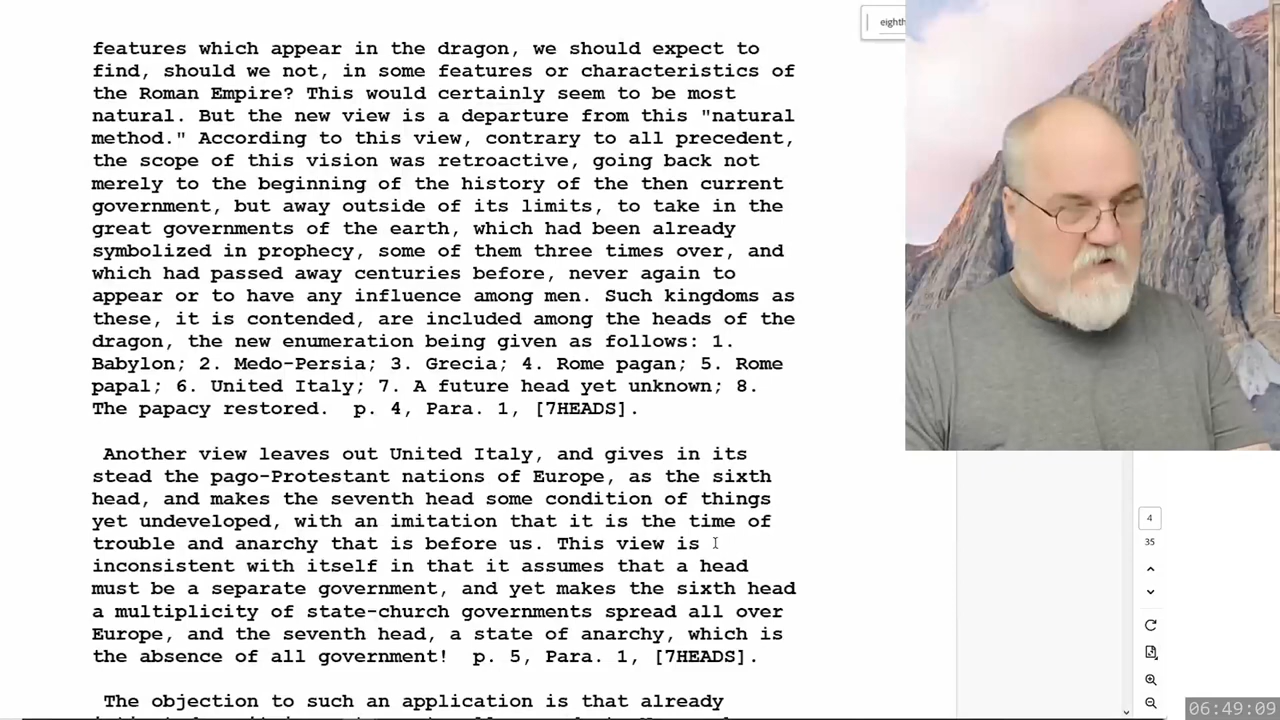 features which appear in the dragon, we should expect to
find, should we not, in some features or characteristics of
the Roman Empire? This would certainly seem to be most
natural. But the new view is a departure from this "natural
method." According to this view, contrary to all precedent,
the scope of this vision was retroactive, going back not
merely to the beginning of the history of the then current
government, but away outside of its limits, to take in the
great governments of the earth, which had been already
symbolized in prophecy, some of them three times over, and
which had passed away centuries before, never again to
appear or to have any influence among men. Such kingdoms as
these, it is contended, are included among the heads of the
dragon, the new enumeration being given as follows: 1.
Babylon; 2. Medo-Persia; 3. Grecia; 4. Rome pagan; 5. Rome
papal; 6. United Italy; 7. A future head yet unknown; 8.
The papacy restored. p. 4, Para. 1, [7HEADS].
Another view leaves out United Italy, and gives in its
stead the pago-Protestant nations of Europe, as the sixth
head, and makes the seventh head some condition of things
yet undeveloped, with an imitation that it is the time of
trouble and anarchy that is before us. This view is
inconsistent with itself in that it assumes that a head
must be a separate government, and yet makes the sixth head
a multiplicity of state-church governments spread all over
Europe, and the seventh head, a state of anarchy, which is
the absence of all government! p. 5, Para. 1, [7HEADS].
The objection to such an application is that already
eighth
4
35
06:49:09